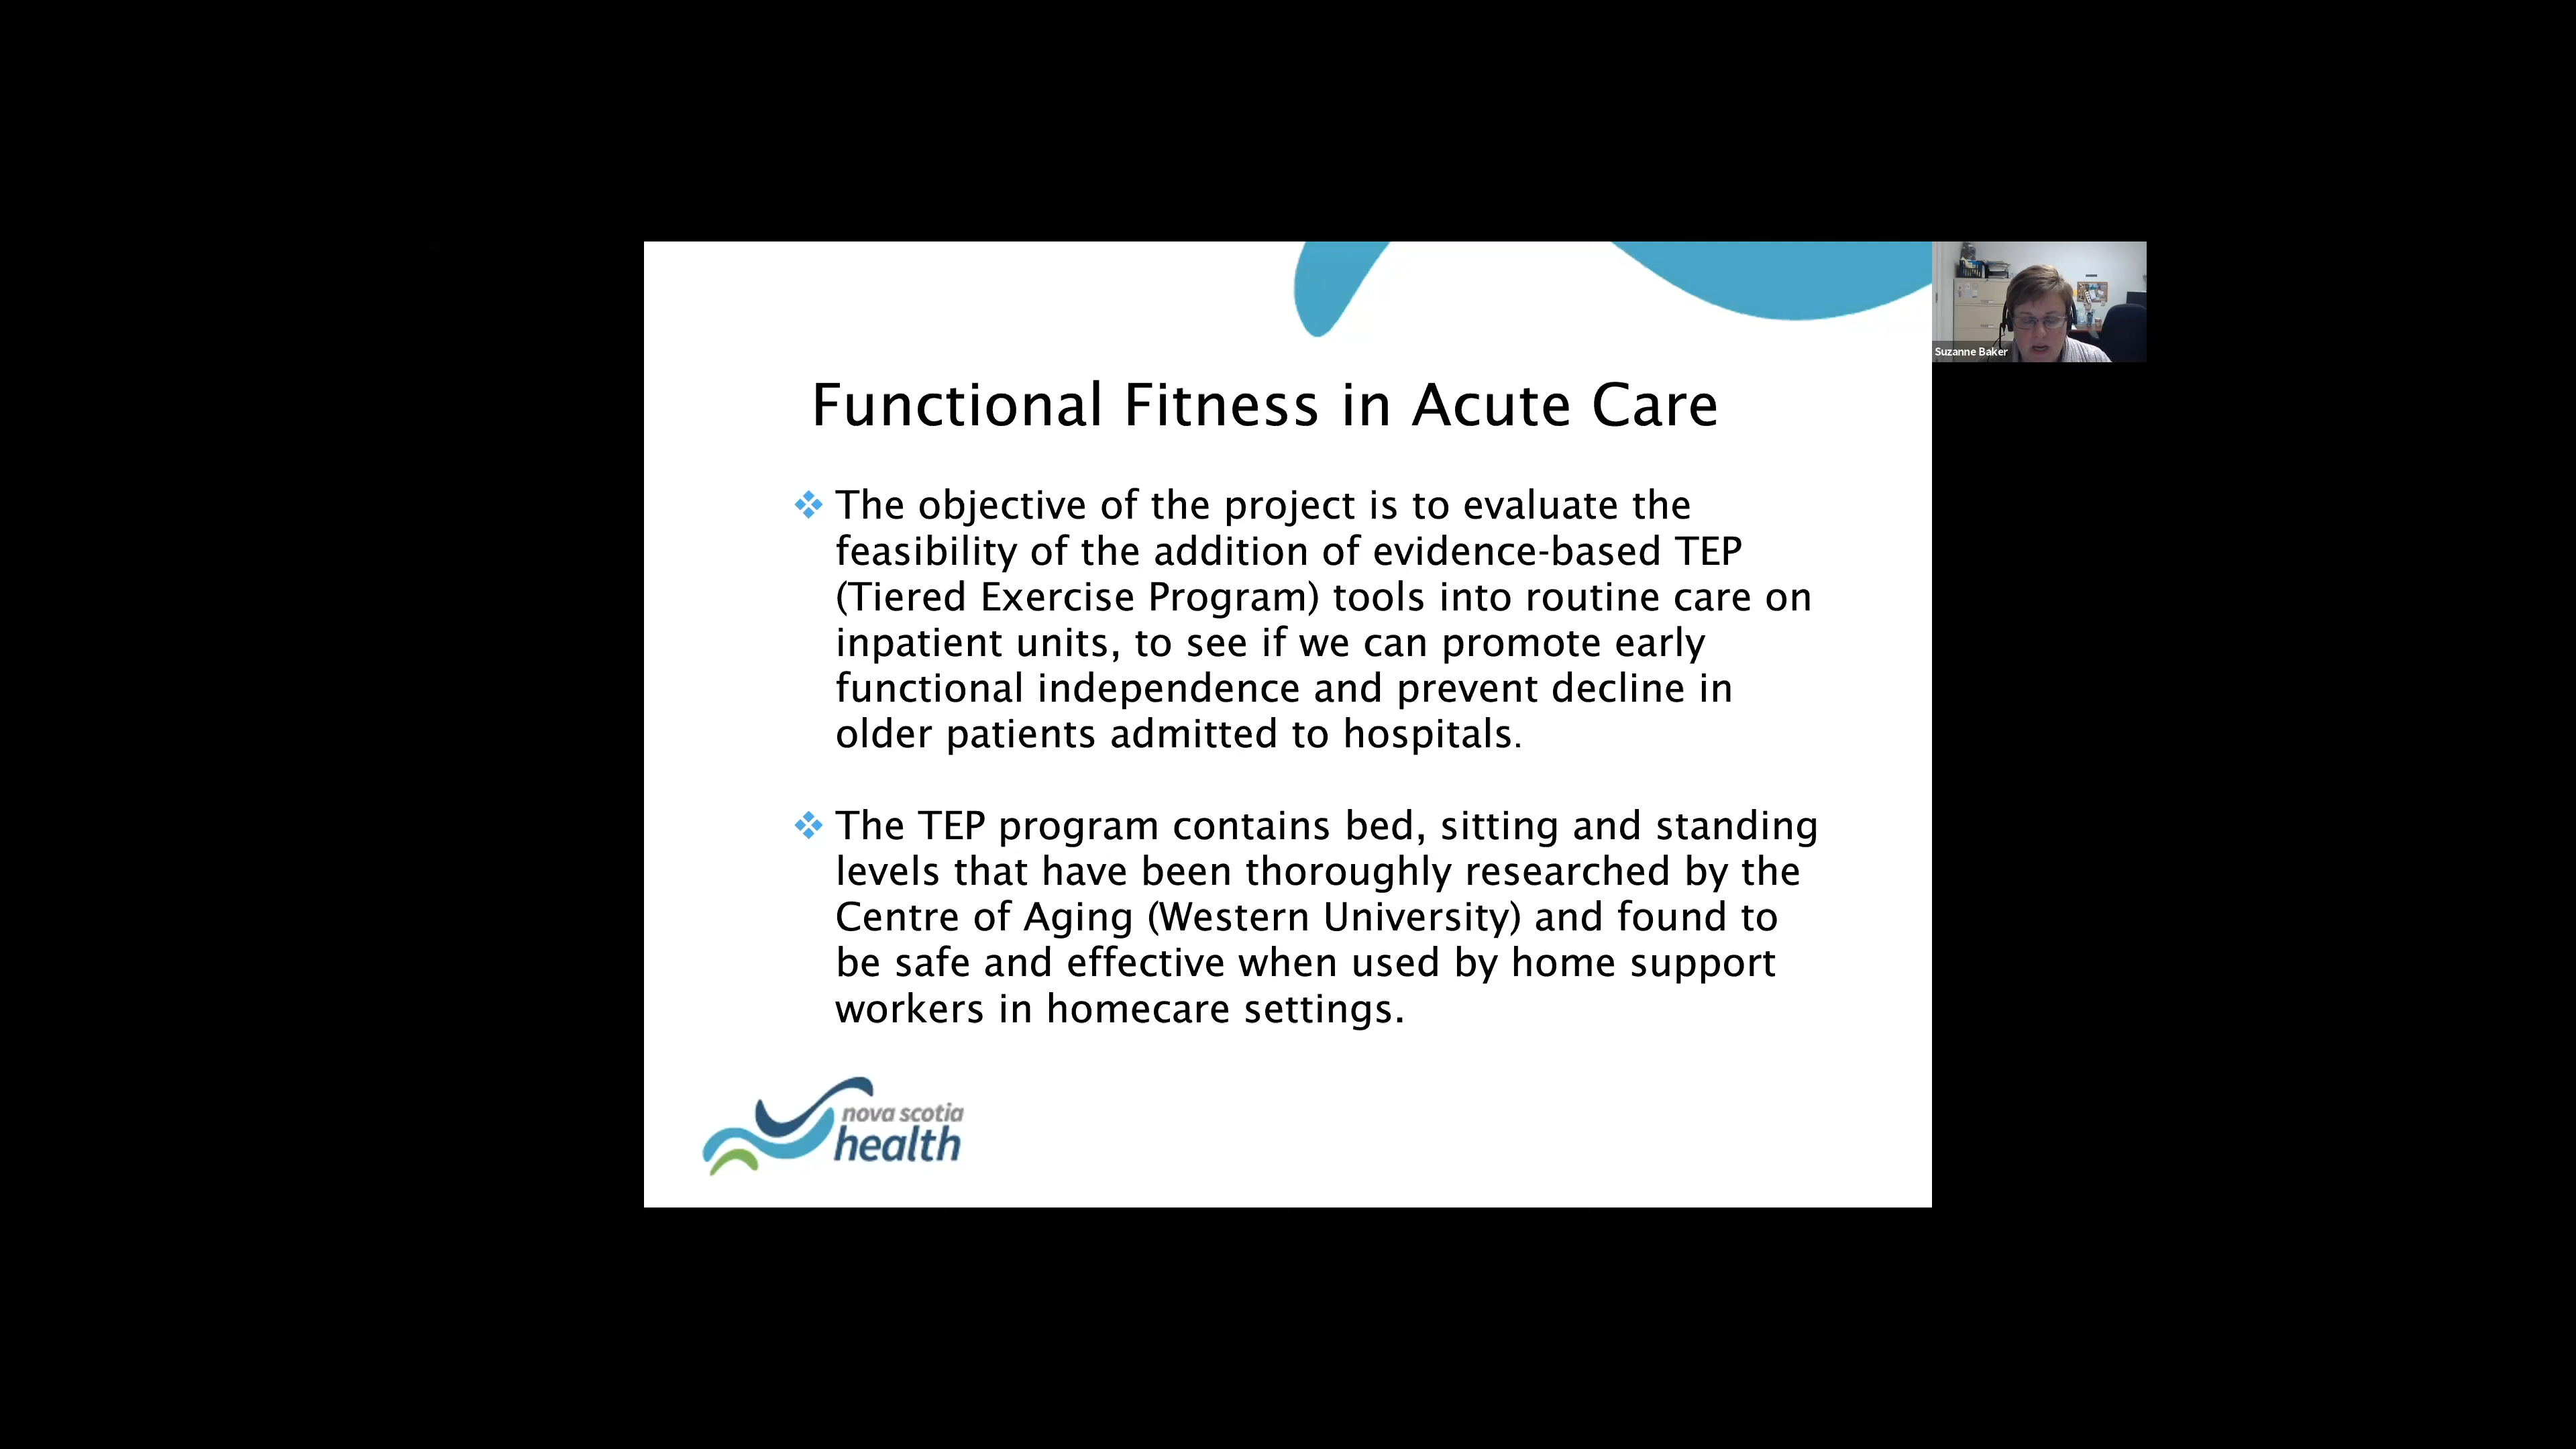 Suzanne Baker
Functional Fitness in Acute Care
The objective of the project is to evaluate the
feasibility of the addition of evidence-based TEP
(Tiered Exercise Program) tools into routine care on
inpatient units, to see if we can promote early
functional independence and prevent decline in
older patients admitted to hospitals.
The TEP program contains bed, sitting and standing
levels that have been thoroughly researched by the
Centre of Aging (Western University) and found to
be safe and effective when used by home support
workers in homecare settings.
nova scotia
health